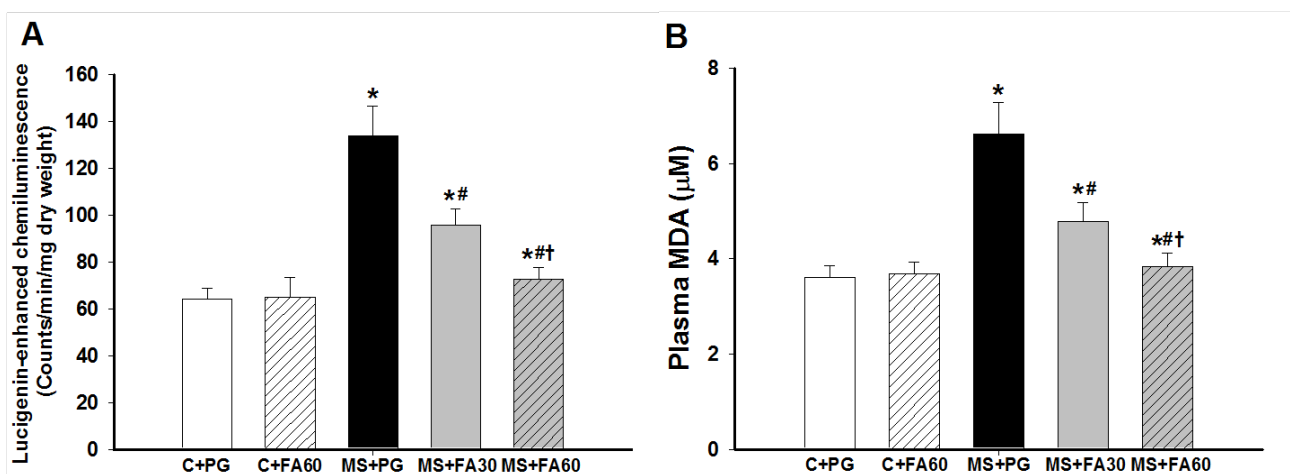 A
Lucigenin-enhanced chemiluminescence
(Counts/min/mg dry weight)
160
140
120
100
80
60
40
20
0
*
*#
*#†
C+PG
C+FA60
MS+PG
MS+FA30
MS+FA60
B
Plasma MDA (μM)
8
6
4
2
0
*
*#
*#†
C+PG
C+FA60
MS+PG
MS+FA30
MS+FA60